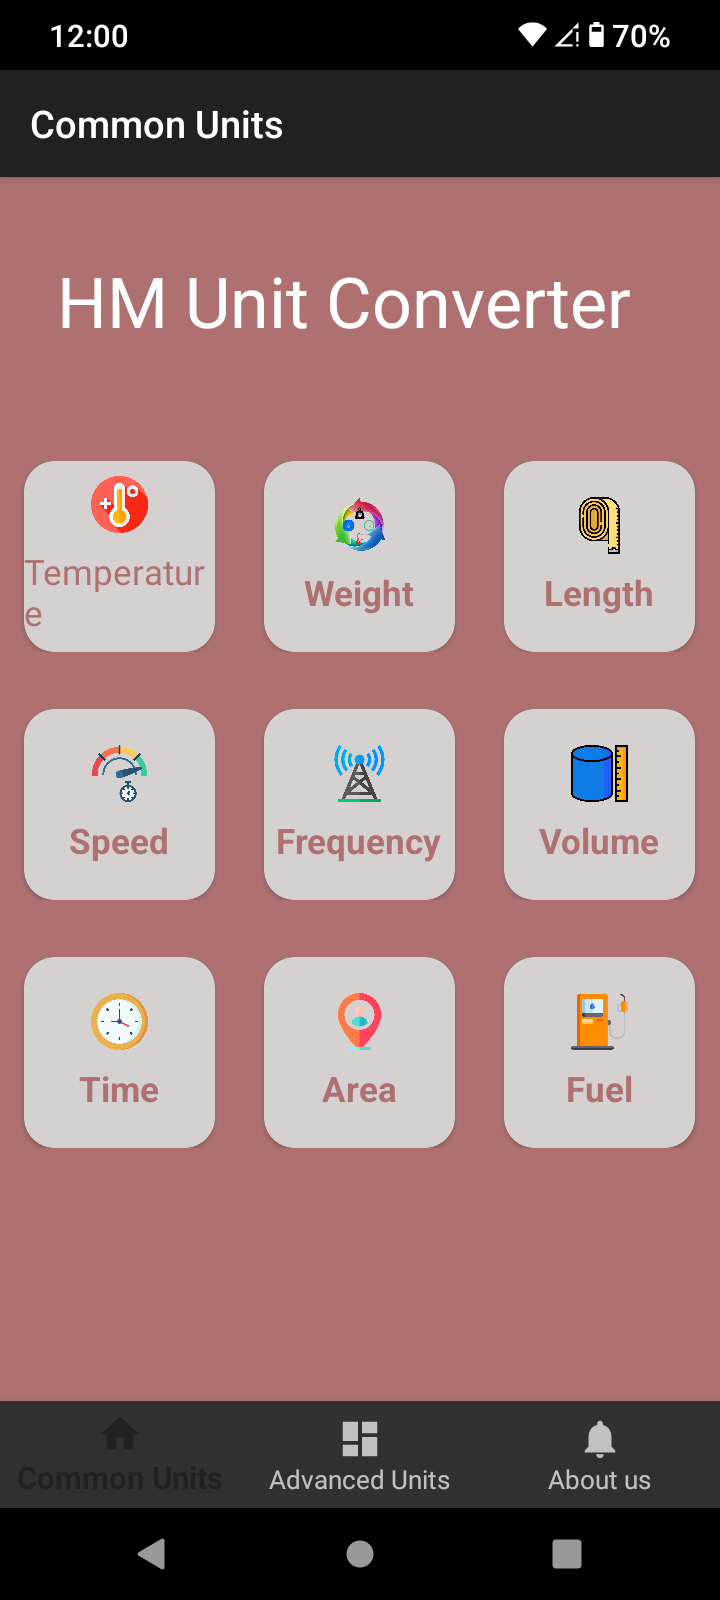 12:00
70%
Common Units
HM Unit Converter
Temperatur
e
Weight
Length
Speed
Frequency
Volume
Time
Area
Fuel
Common Units
Advanced Units
About us